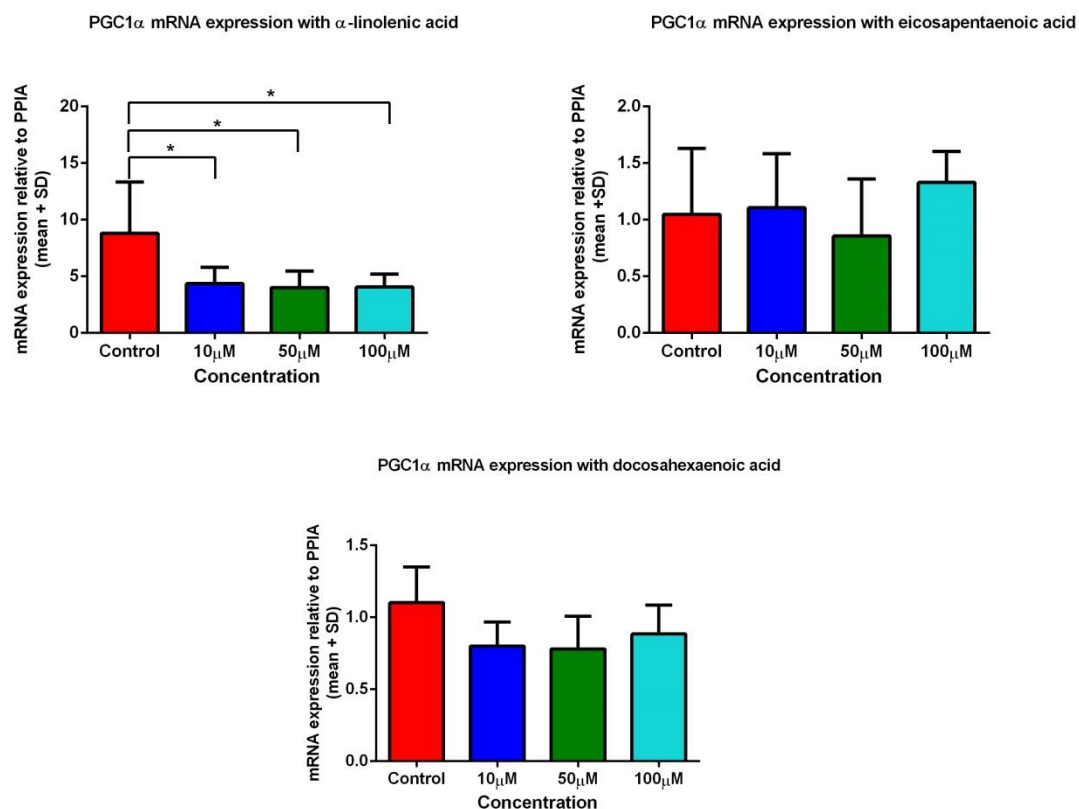 PGC1α mRNA expression with α-linolenic acid
mRNA expression relative to PPIA
(mean + SD)
20
15
10
5
0
*
*
*
Control 10μM 50μM 100μM
Concentration
PGC1α mRNA expression with eicosapentaenoic acid
mRNA expression relative to PPIA
(mean +SD)
2.0
1.5
1.0
0.5
0.0
Control 10μM 50μM 100μM
Concentration
PGC1α mRNA expression with docosahexaenoic acid
mRNA expression relative to PPIA
(mean + SD)
1.5
1.0
0.5
0.0
Control 10μM 50μM 100μM
Concentration